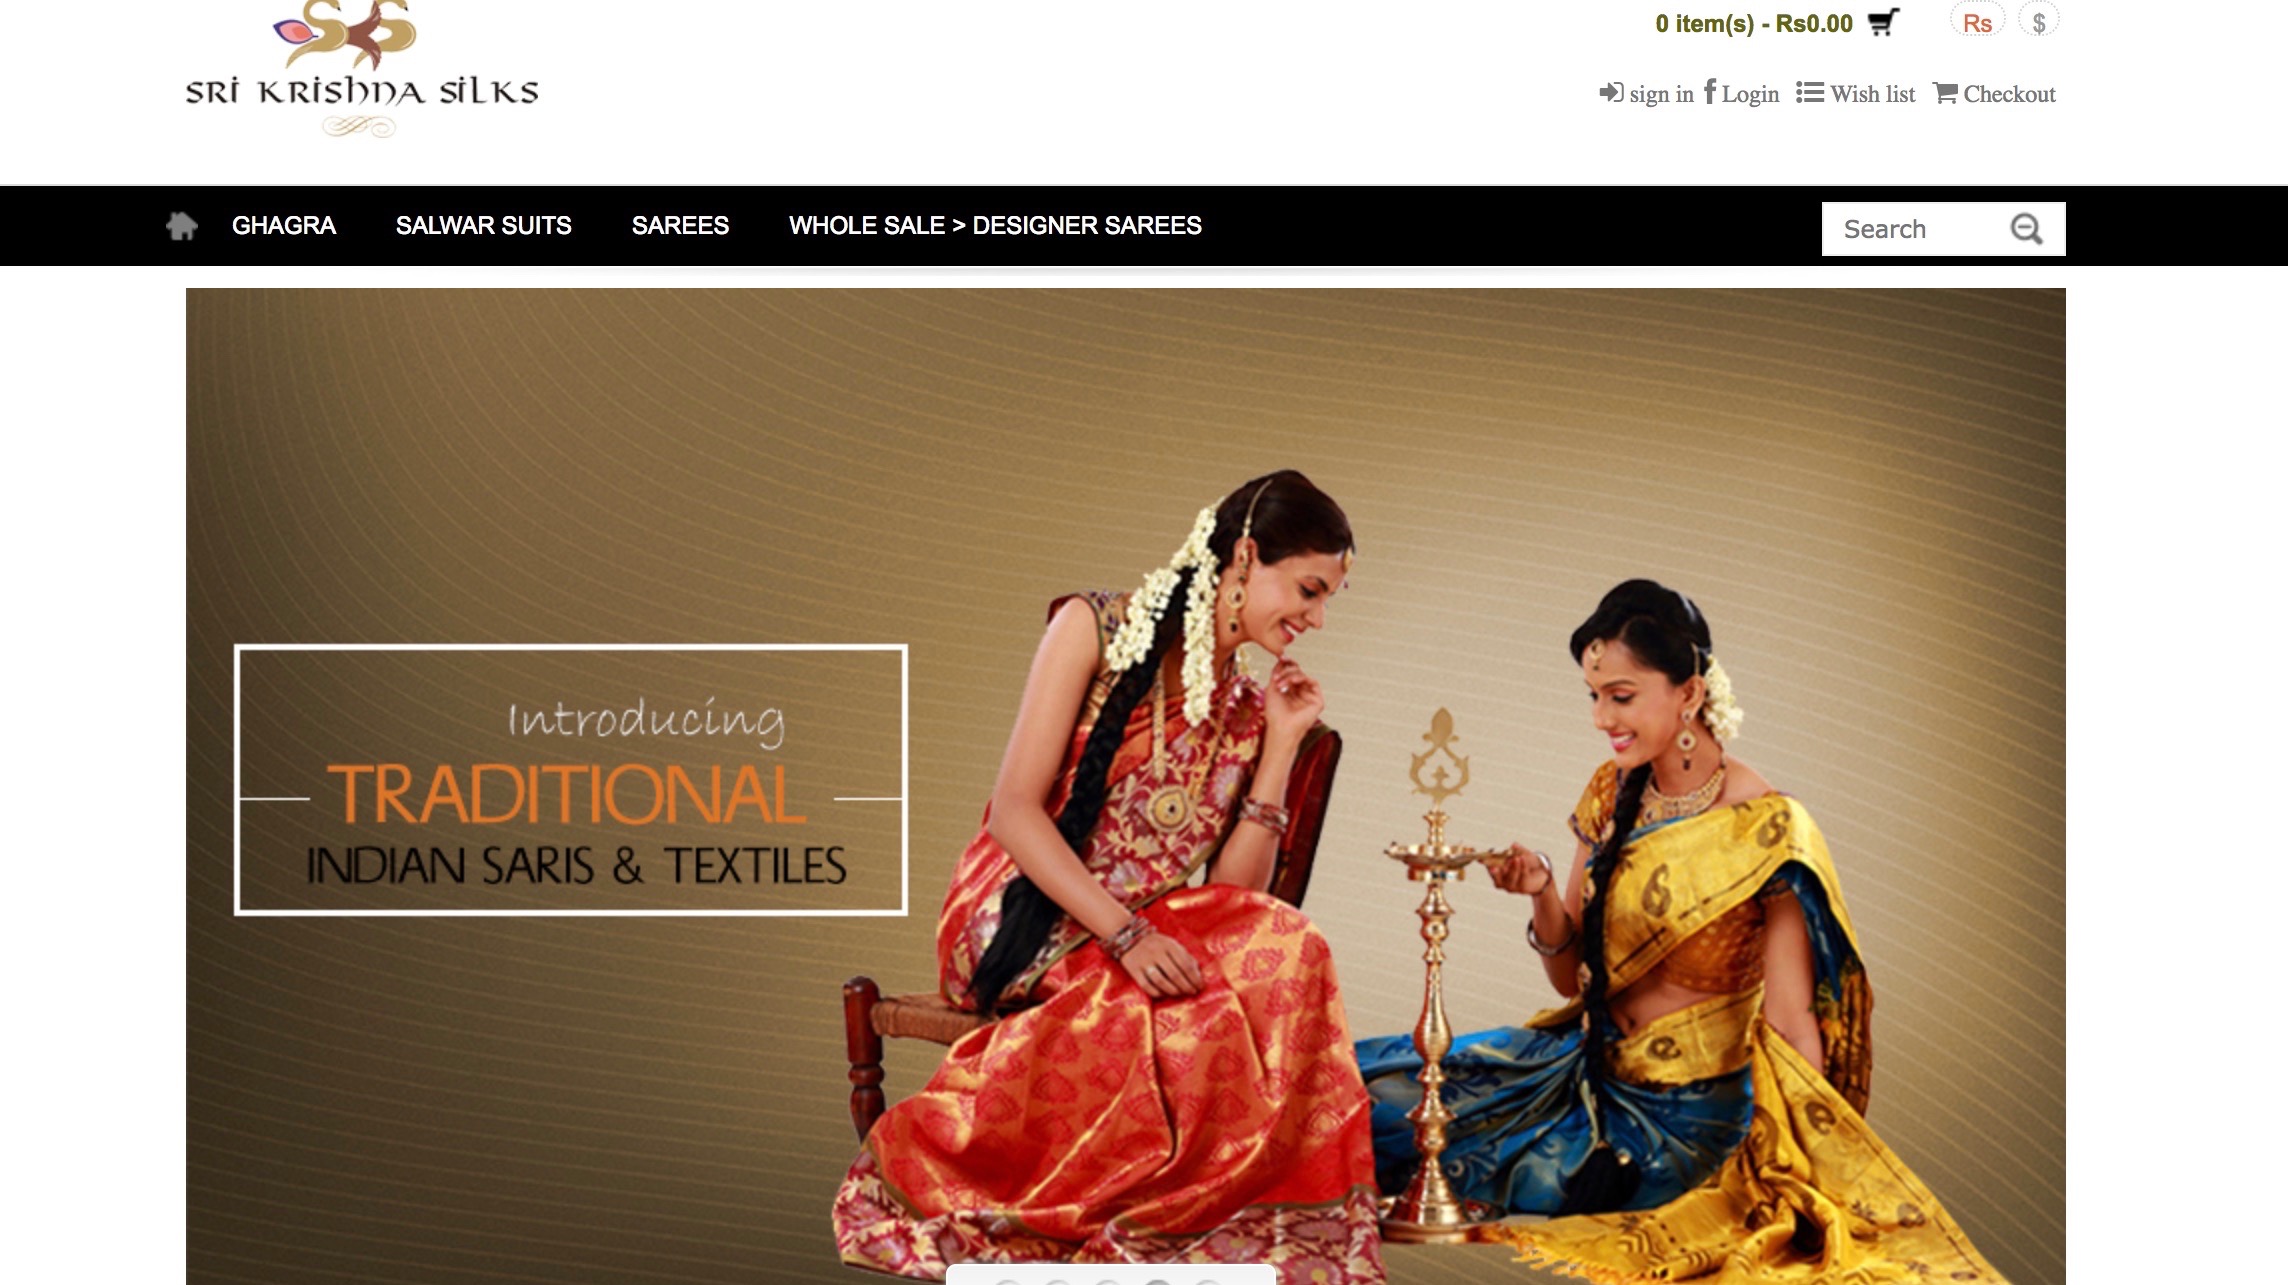 0 item(s) - Rs0.00
Rs
$
SRI KRISHNA SILKS
sign in
Login
Wish list
Checkout
GHAGRA
SALWAR SUITS
SAREES
WHOLE SALE > DESIGNER SAREES
Search
Introducing
TRADITIONAL
INDIAN SARIS & TEXTILES